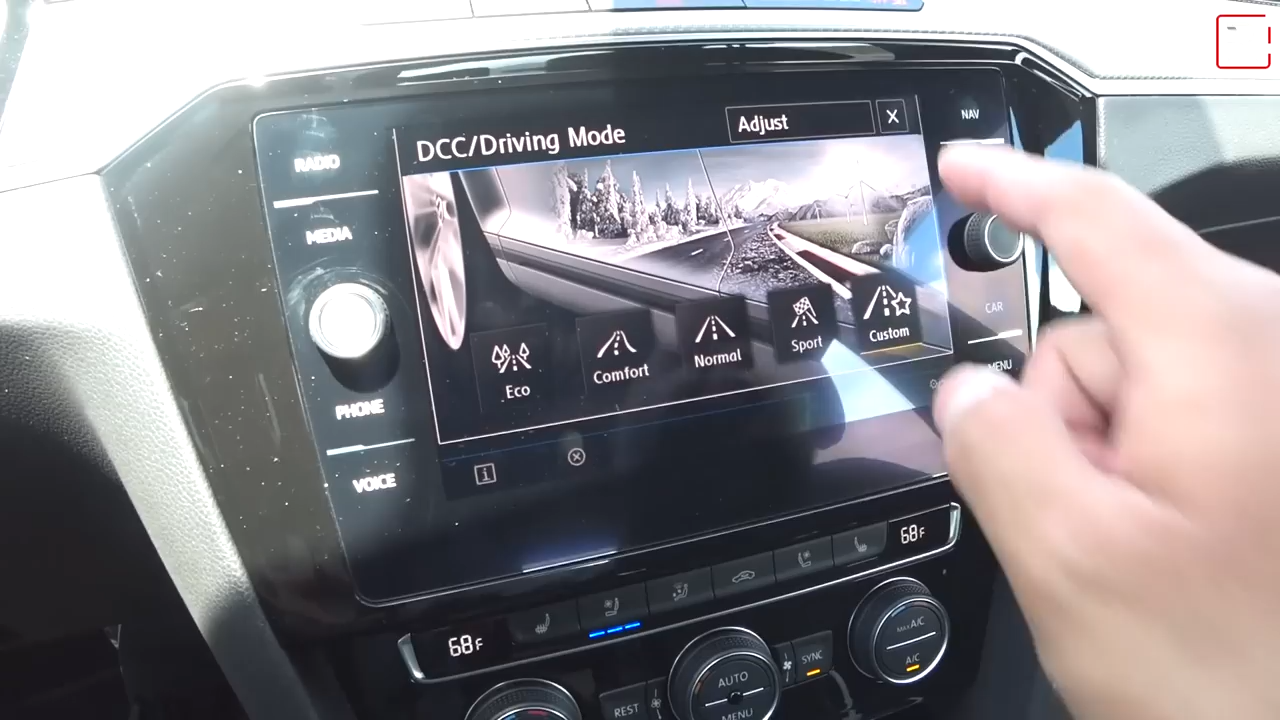 NAV
Adjust
X
DCC/Driving Mode
RADIO
MEDIA
CAR
Eco
Comfort
Normal
Sport
Custom
MENU
PHONE
VOICE
i
68F
68F
MAX A/C
A/C
SYNC
AUTO
REST
MENU